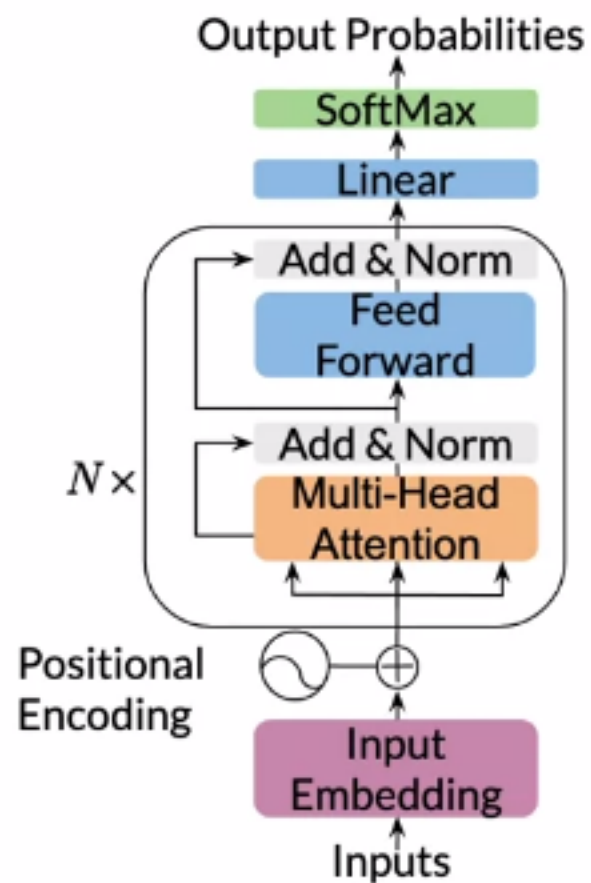 Output Probabilities
SoftMax
Linear
Add & Norm
Feed
Forward
Add & Norm
N×
Multi-Head
Attention
Positional
Encoding
Input
Embedding
Inputs